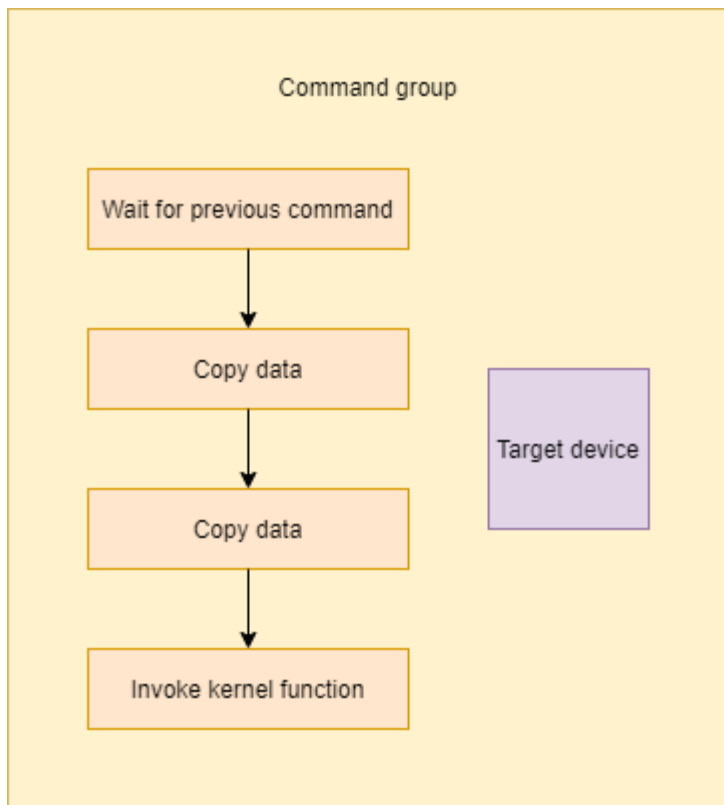 Command group
Wait for previous command
Copy data
Target device
Copy data
Invoke kernel function